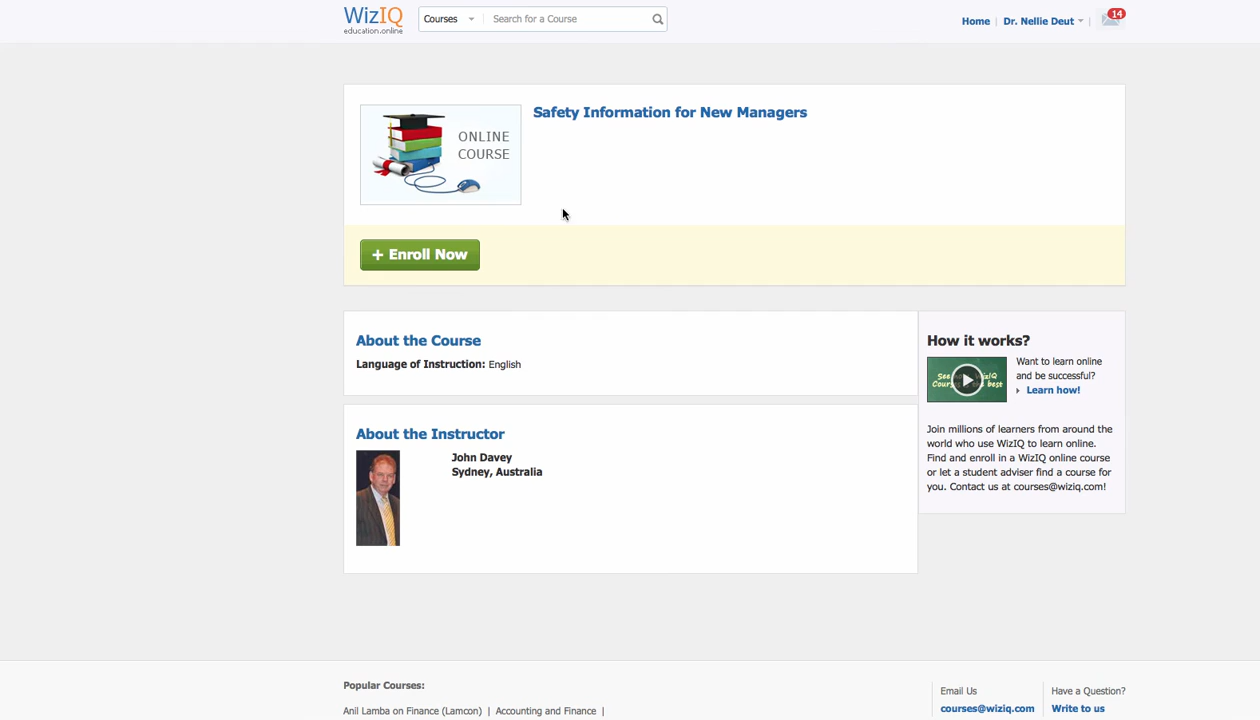 WizIQ
education.online
Courses
Search for a Course
Home
Dr. Nellie Deut
14
ONLINE
COURSE
Safety Information for New Managers
+ Enroll Now
About the Course
Language of Instruction: English
How it works?
Want to learn online
and be successful?
Learn how!
Join millions of learners from around the
world who use WizIQ to learn online.
Find and enroll in a WizIQ online course
or let a student adviser find a course for
you. Contact us at courses@wiziq.com!
About the Instructor
John Davey
Sydney, Australia
Popular Courses:
Anil Lamba on Finance (Lamcon) | Accounting and Finance |
Email Us
courses@wiziq.com
Have a Question?
Write to us